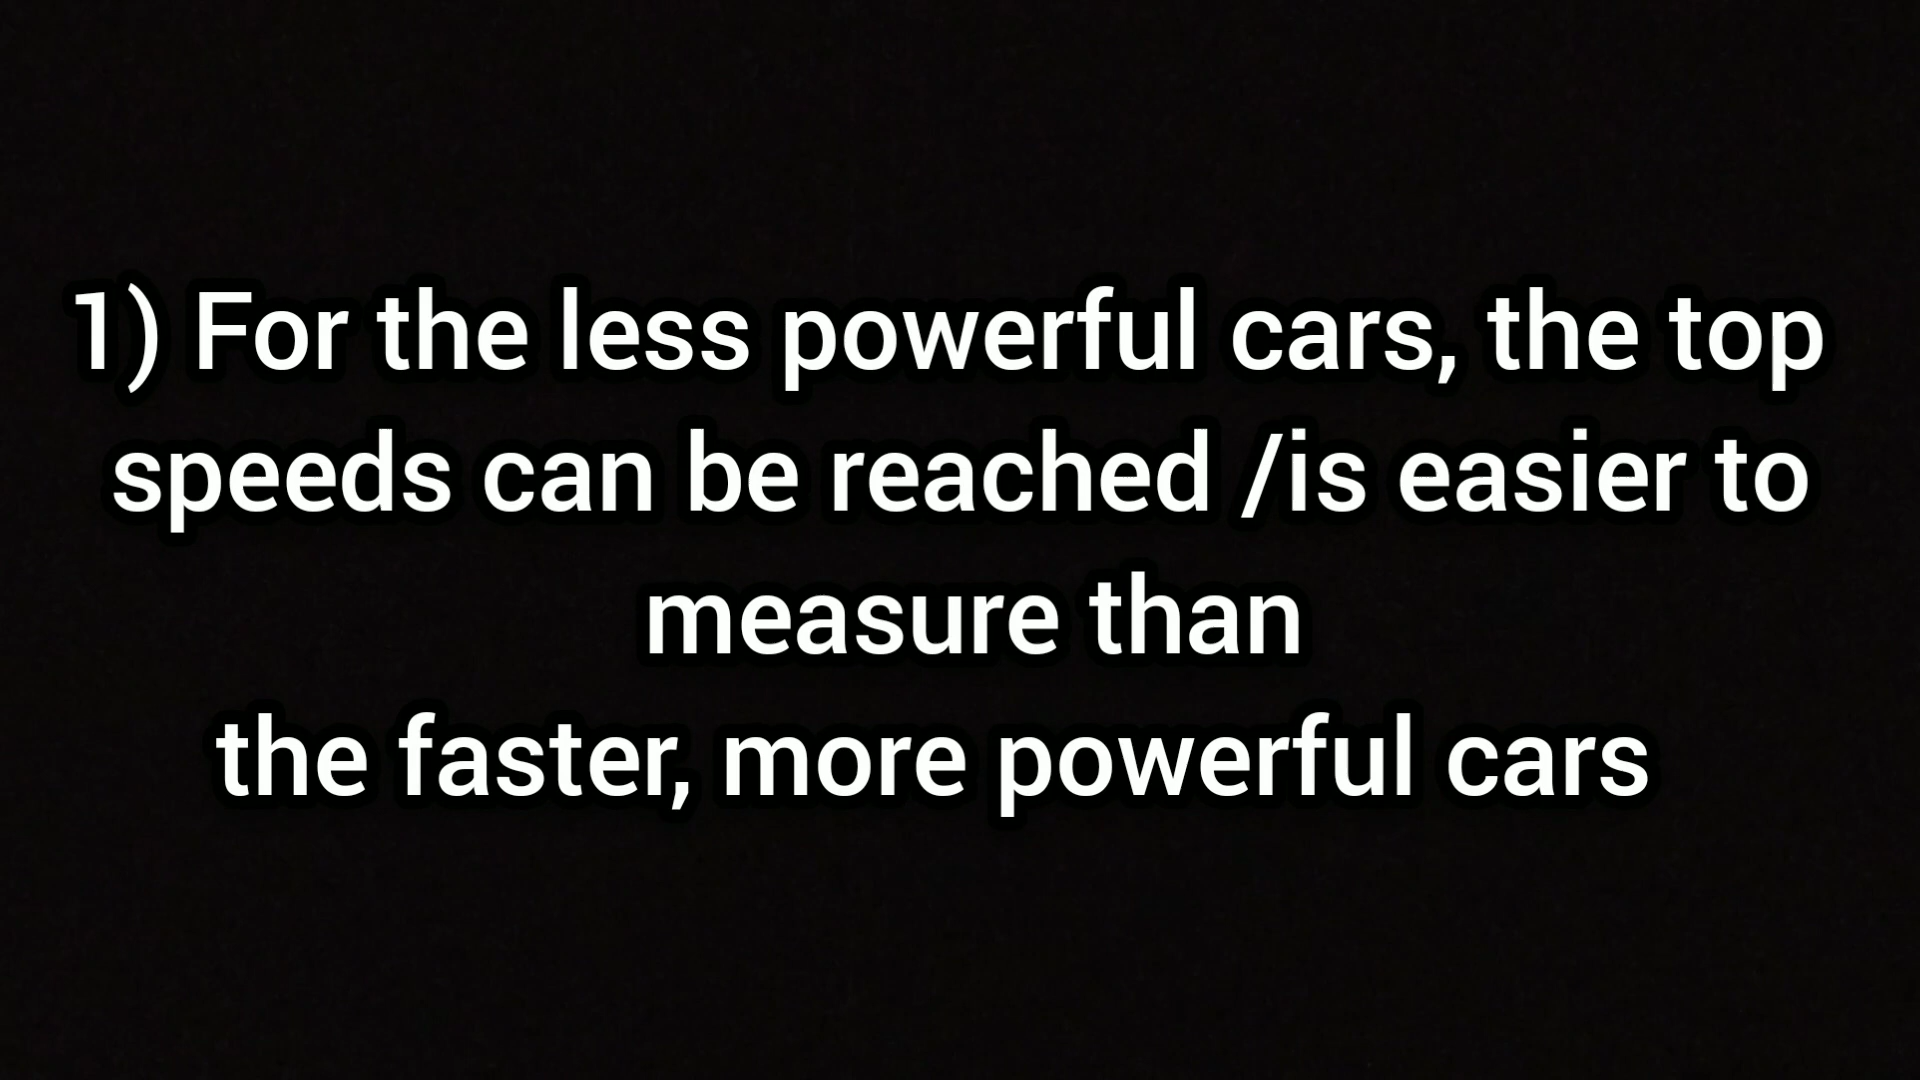 1) For the less powerful cars, the top
speeds can be reached /is easier to
measure than
the faster, more powerful cars